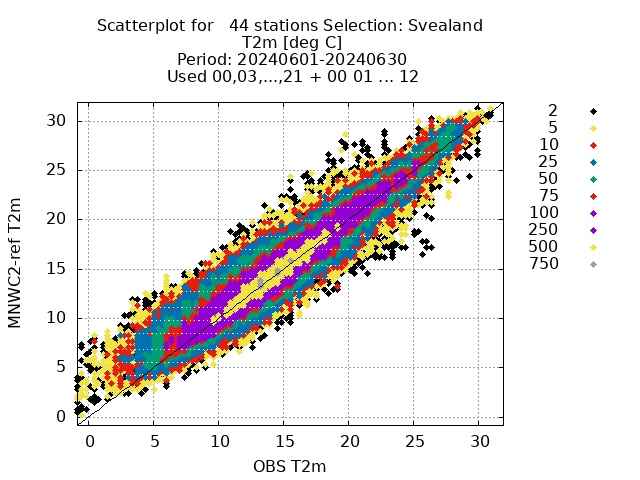 Scatterplot for   44 stations Selection: Svealand
T2m [deg C]
Period: 20240601-20240630
Used 00,03,...,21 + 00 01 ... 12
MNWC2-ref T2m
30
25
20
15
10
5
0
0 5 10 15 20 25 30
OBS T2m
2
5
10
25
50
75
100
250
500
750